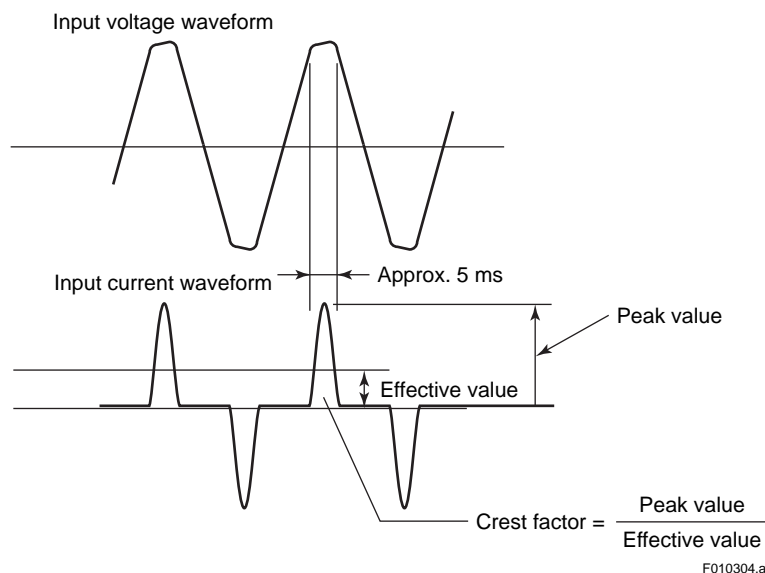 Input voltage waveform
Input current waveform
Approx. 5 ms
Peak value
Effective value
Crest factor = Peak value
Effective value
F010304.ai